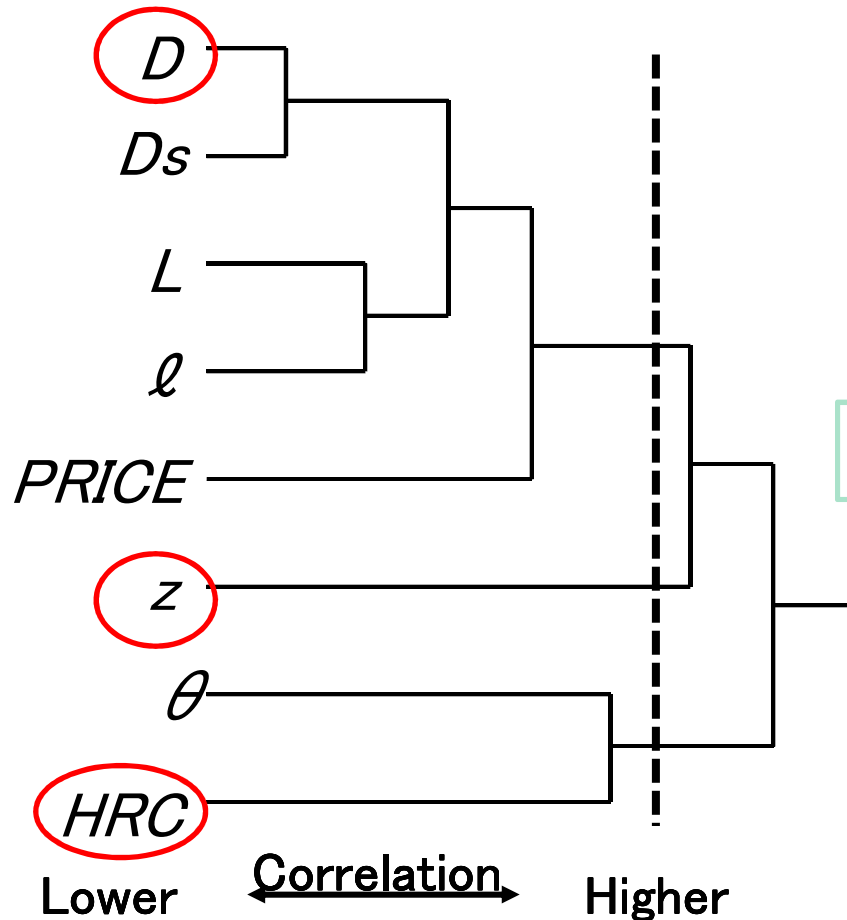 D
Ds
L
ℓ
PRICE
z
θ
HRC
Correlation
Lower Higher